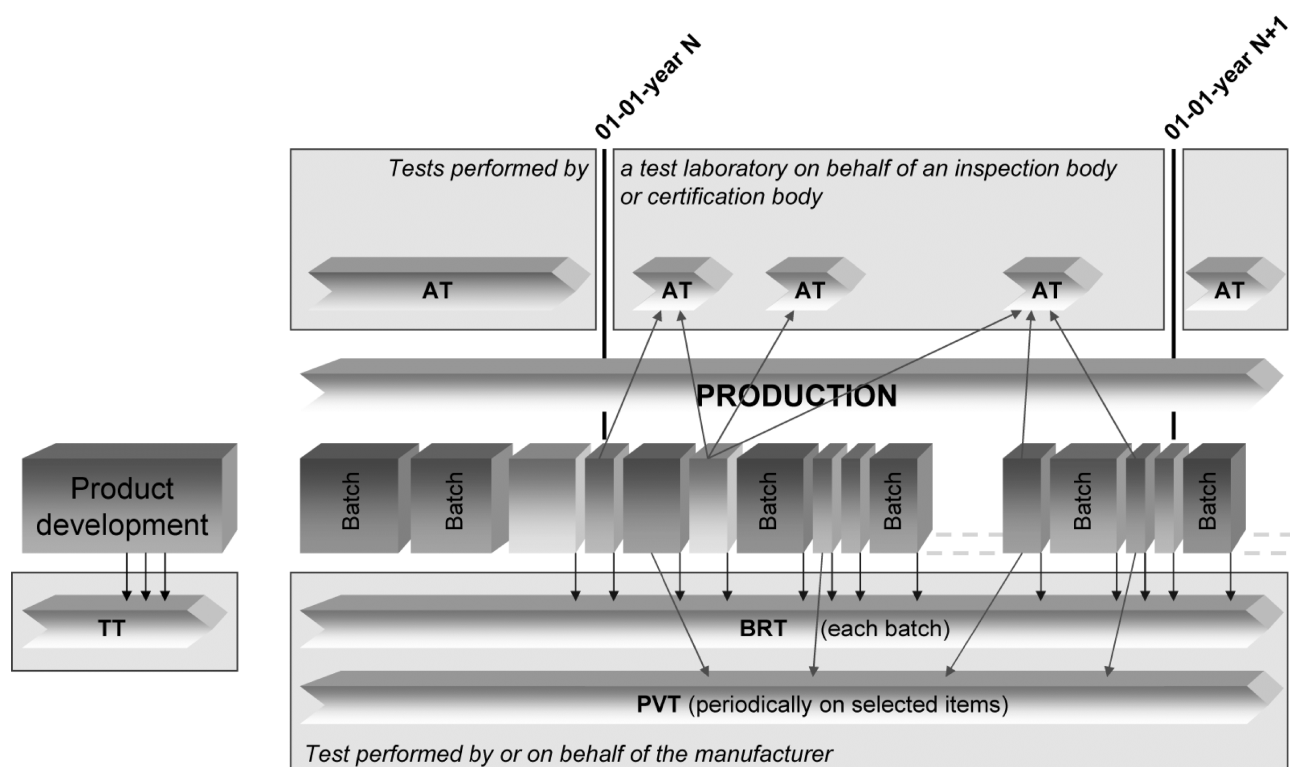 01-01-year N
01-01-year N+1
Tests performed by
a test laboratory on behalf of an inspection body
or certification body
AT
AT
AT
AT
AT
PRODUCTION
Product
development
Batch
Batch
Batch
Batch
Batch
Batch
TT
BRT (each batch)
PVT (periodically on selected items)
Test performed by or on behalf of the manufacturer